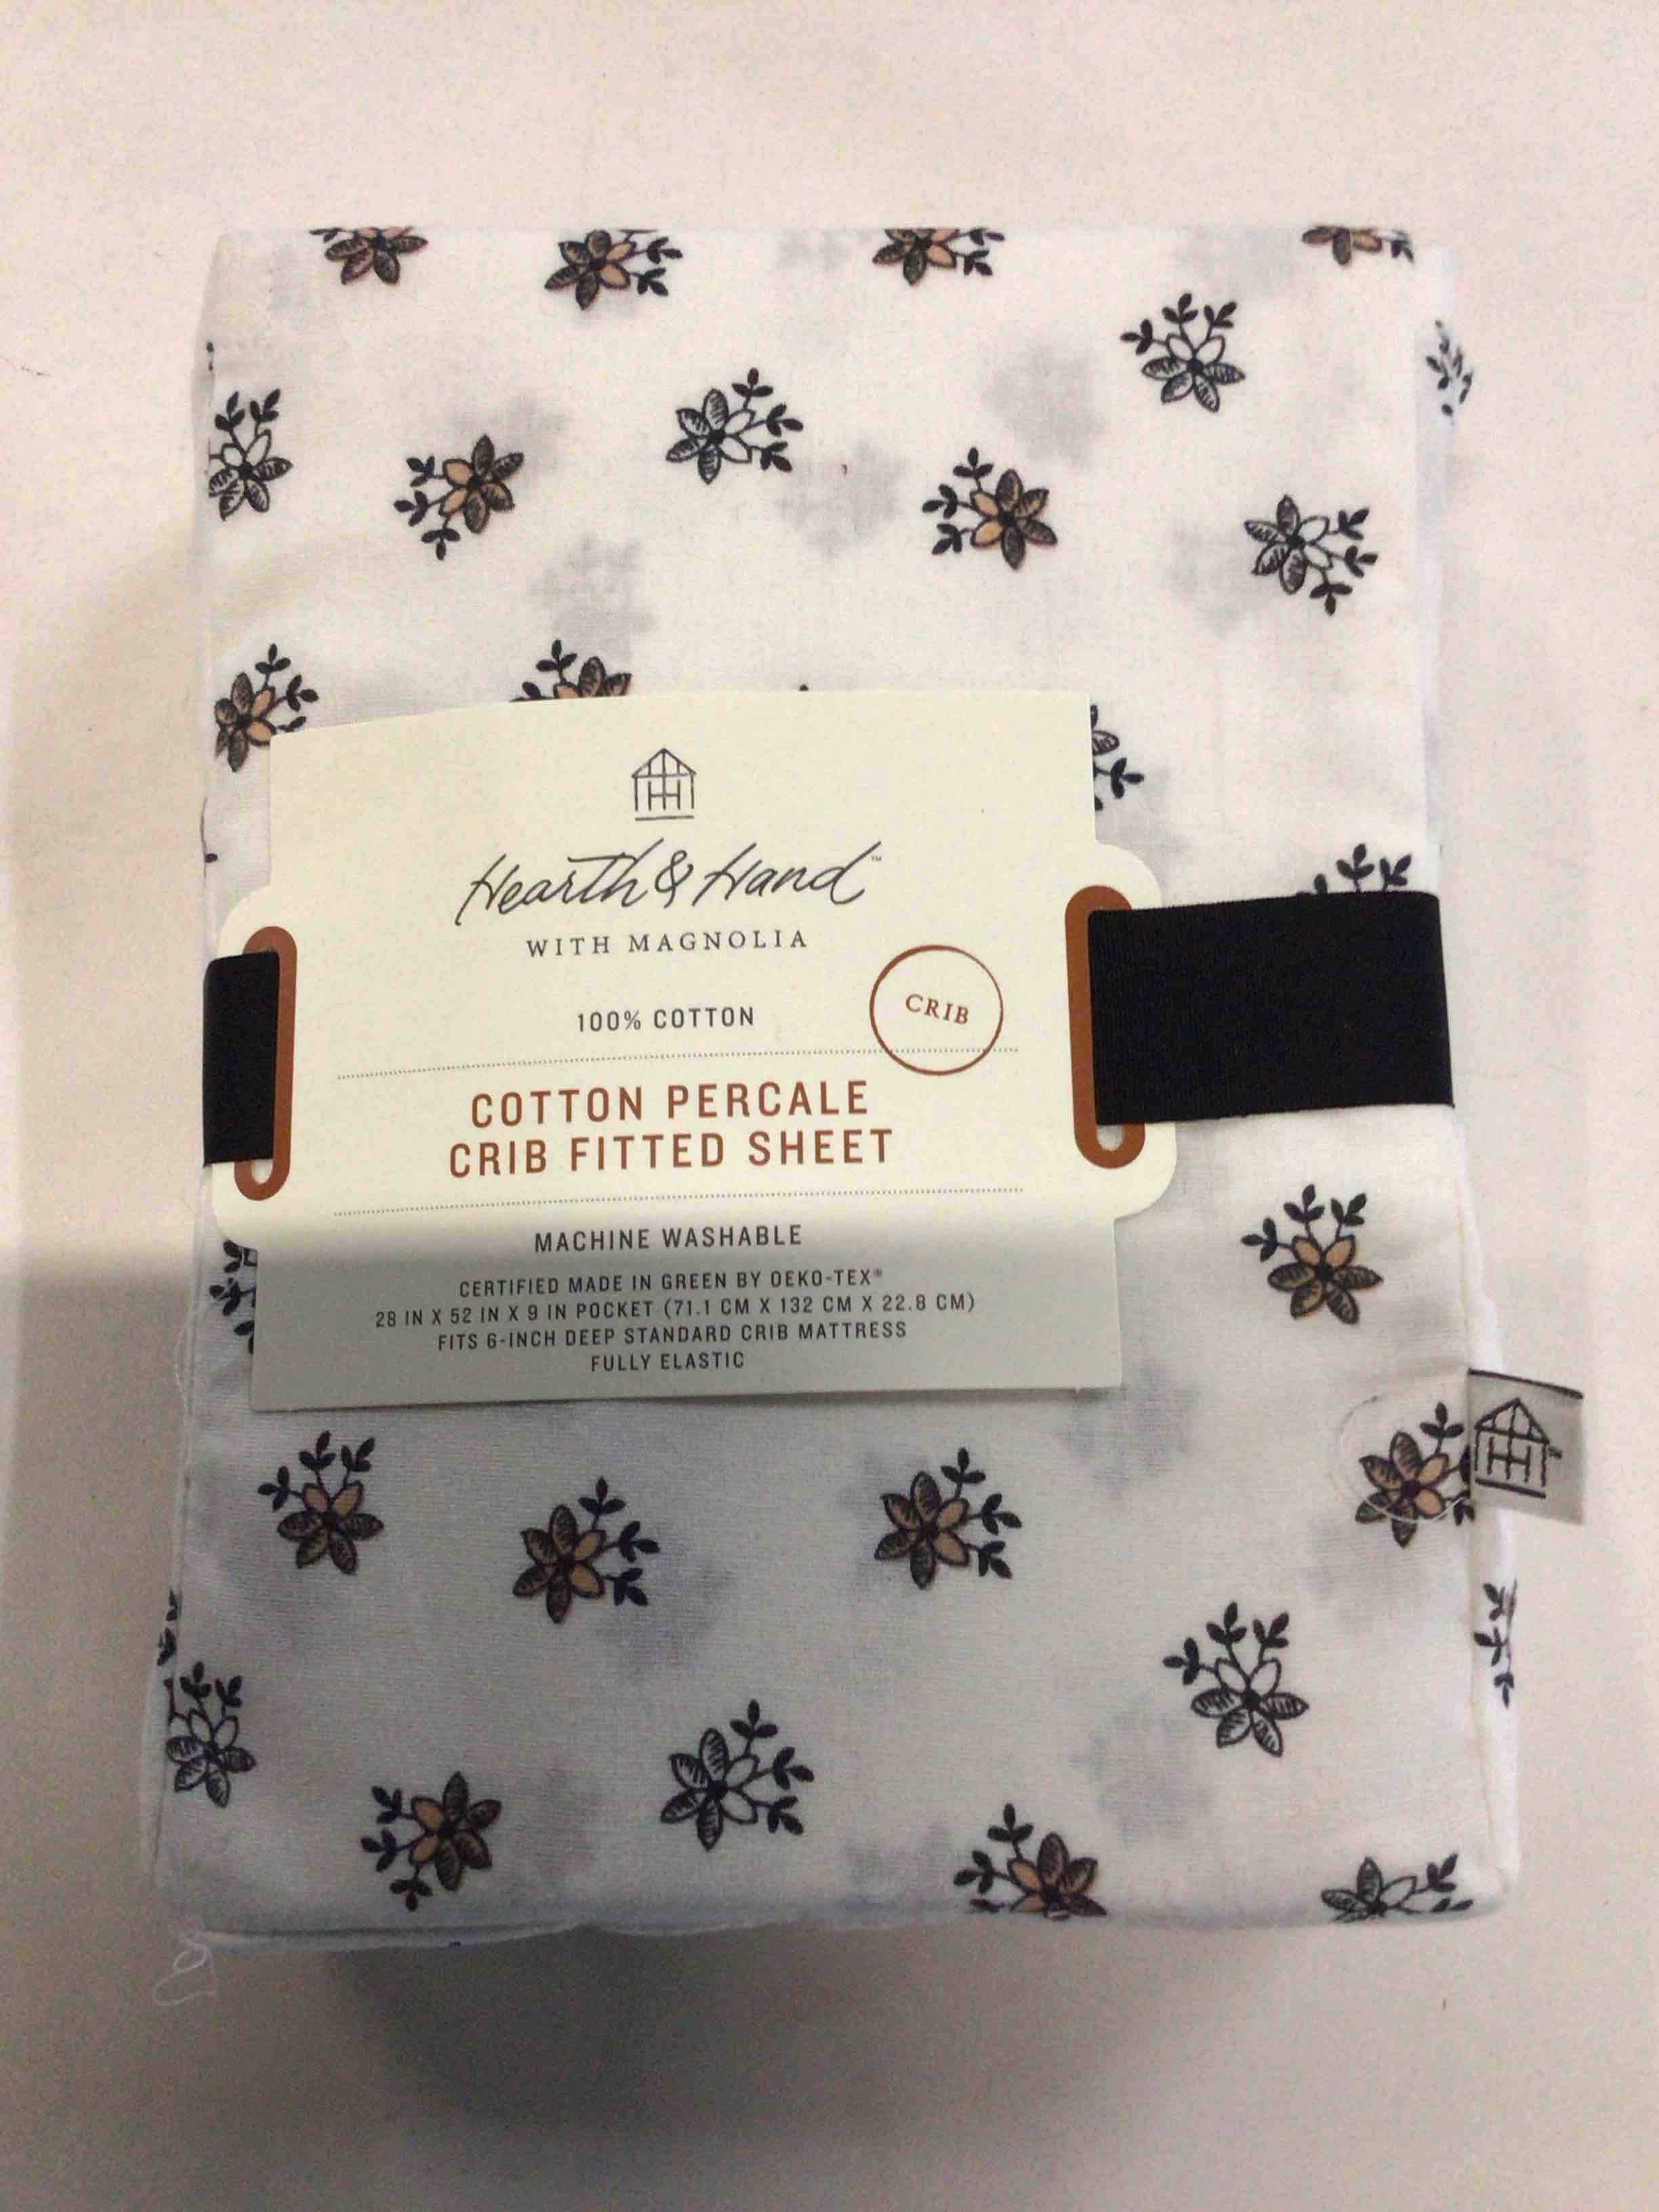 Hearth & Hand™
WITH MAGNOLIA
100% COTTON
CRIB
COTTON PERCALE
CRIB FITTED SHEET
MACHINE WASHABLE
CERTIFIED MADE IN GREEN BY OEKO-TEX®
28 IN X 52 IN X 9 IN POCKET (71.1 CM X 132 CM X 22.8 CM)
FITS 6-INCH DEEP STANDARD CRIB MATTRESS
FULLY ELASTIC